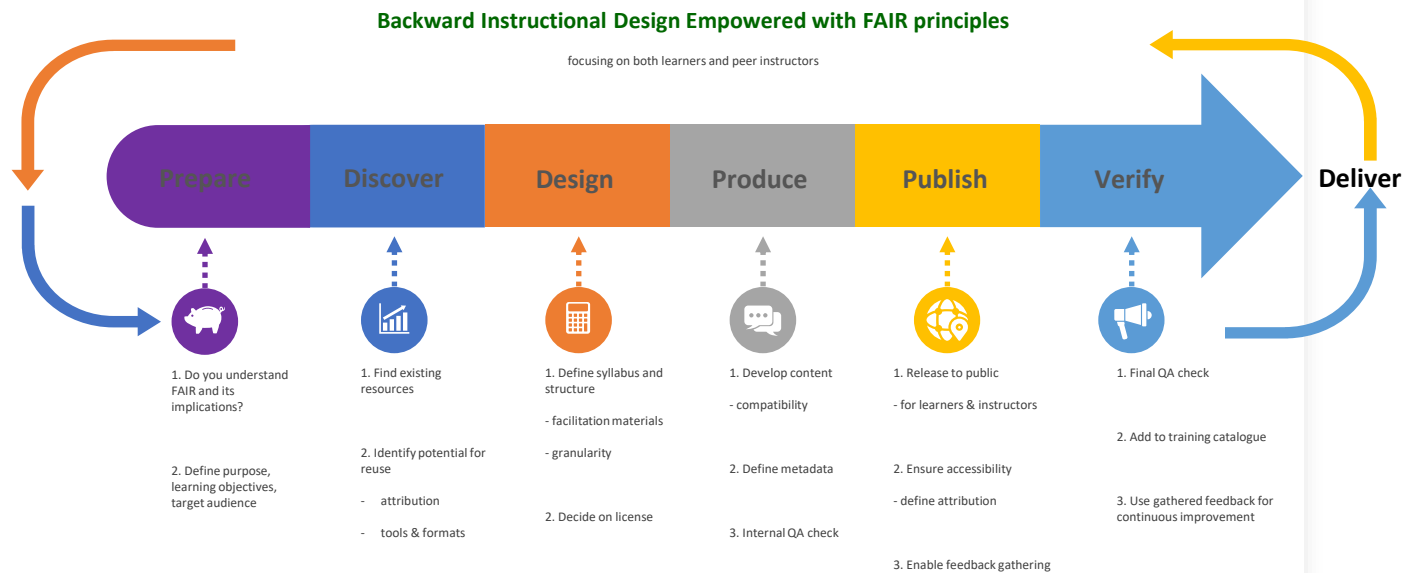 Backward Instructional Design Empowered with FAIR principles
focusing on both learners and peer instructors
Prepare
Discover
Design
Produce
Publish
Verify
Deliver
1. Do you understand
FAIR and its
implications?
2. Define purpose,
learning objectives,
target audience
1. Find existing
resources
2. Identify potential for
reuse
- attribution
- tools & formats
1. Define syllabus and
structure
- facilitation materials
- granularity
2. Decide on license
1. Develop content
- compatibility
2. Define metadata
3. Internal QA check
1. Release to public
- for learners & instructors
2. Ensure accessibility
- define attribution
3. Enable feedback gathering
1. Final QA check
2. Add to training catalogue
3. Use gathered feedback for
continuous improvement